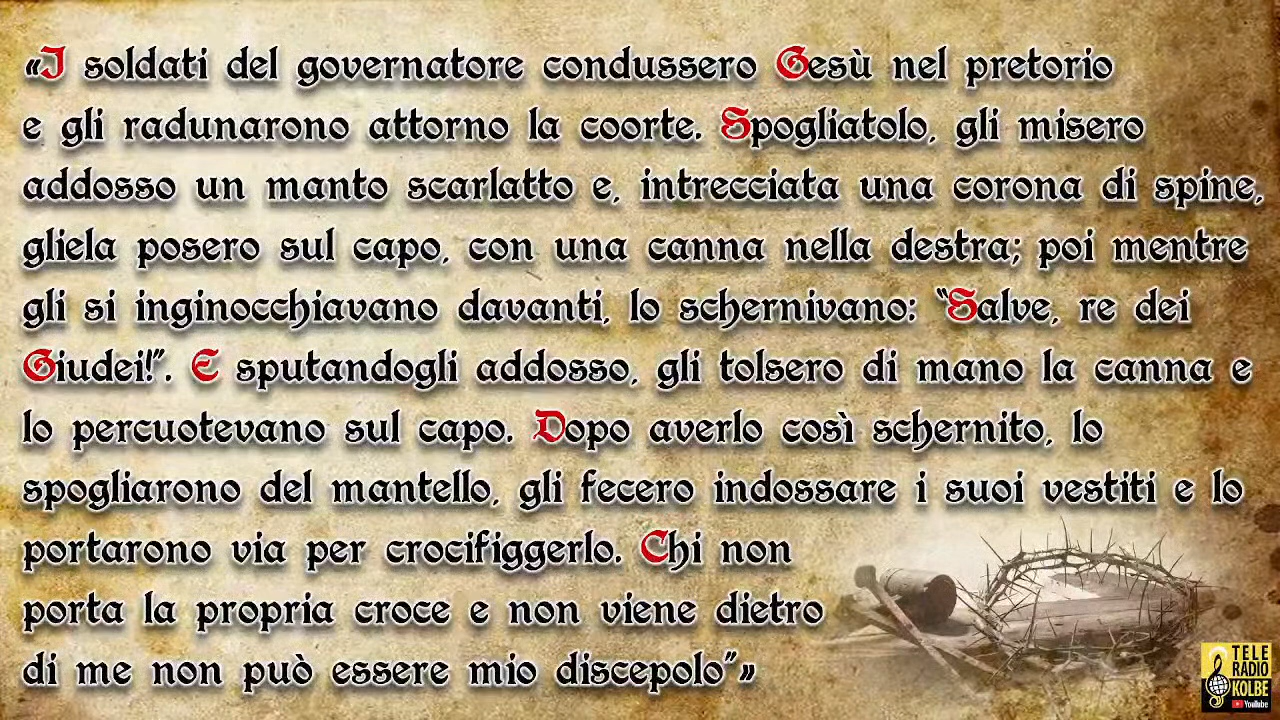 «I soldati del governatore condussero Gesù nel pretorio
e gli radunarono attorno la coorte. Spogliatolo, gli misero
addosso un manto scarlatto e, intrecciata una corona di spine,
gliela posero sul capo, con una canna nella destra; poi mentre
gli si inginocchiavano davanti, lo schernivano: “Salve, re dei
Giudei!”. E sputandogli addosso, gli tolsero di mano la canna e
lo percuotevano sul capo. Dopo averlo così schernito, lo
spogliarono del mantello, gli fecero indossare i suoi vestiti e lo
portarono via per crocifiggerlo. Chi non
porta la propria croce e non viene dietro
di me non può essere mio discepolo”»
TELE
RADIO
KOLBE
YouTube